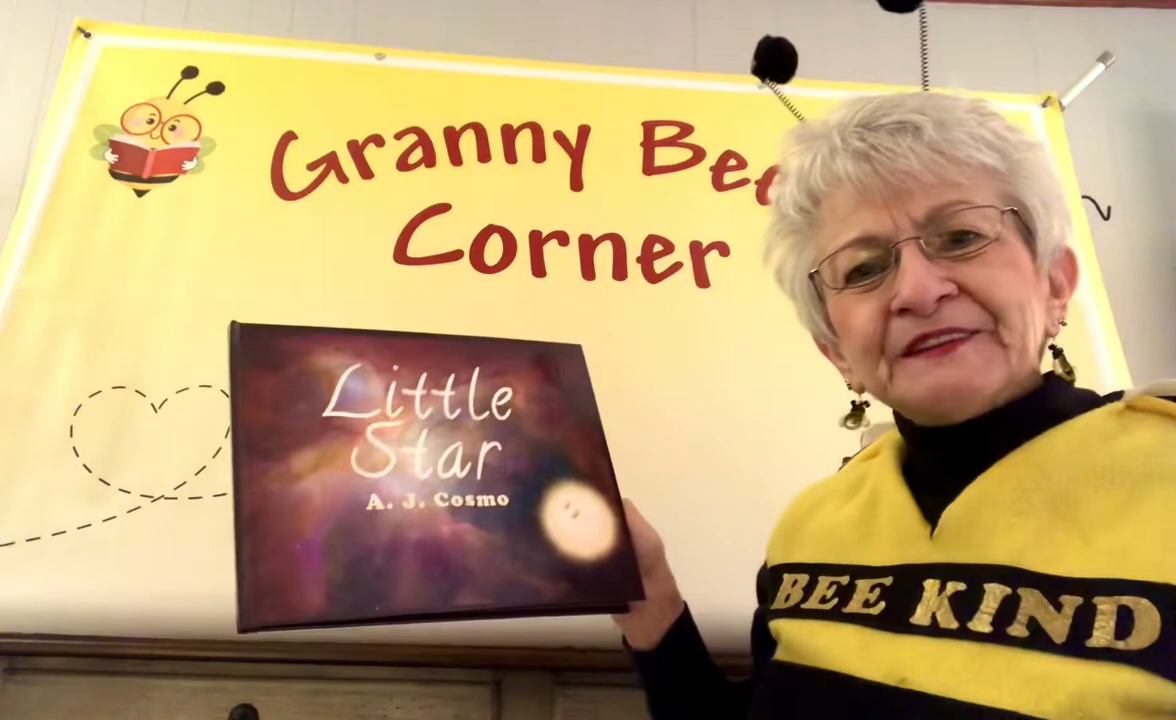 Granny Bee
Corner
Little
Star
A. J. Cosmo
BEE KIND